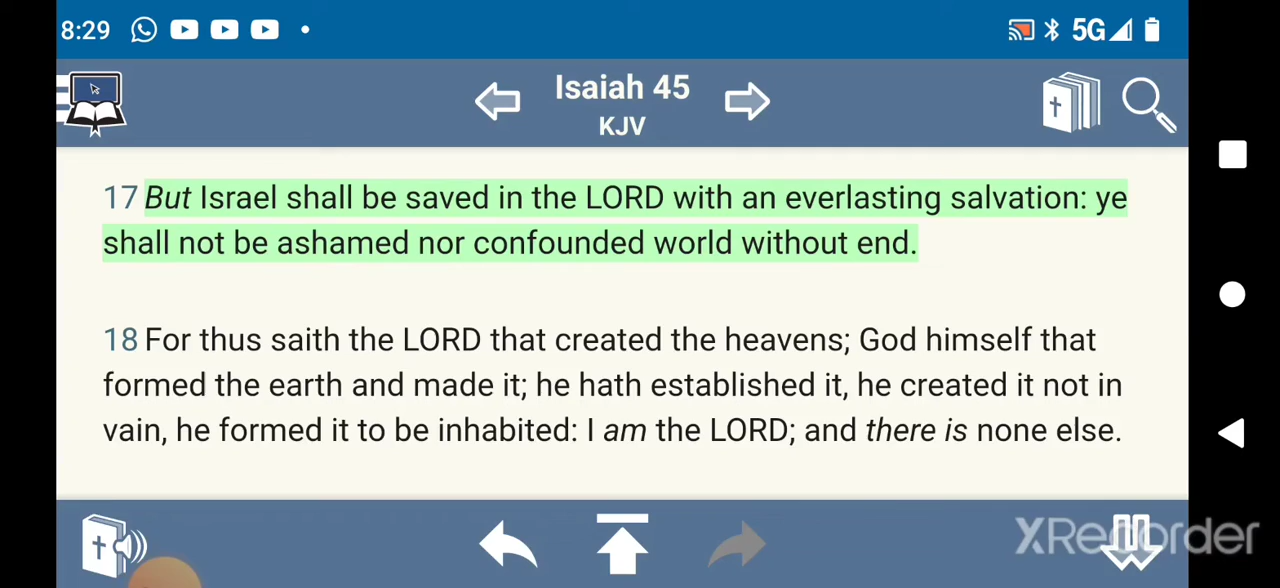 8:29
5G
Isaiah 45
KJV
17 But Israel shall be saved in the LORD with an everlasting salvation: ye
shall not be ashamed nor confounded world without end.
18 For thus saith the LORD that created the heavens; God himself that
formed the earth and made it; he hath established it, he created it not in
vain, he formed it to be inhabited: I am the LORD; and there is none else.
XRecorder